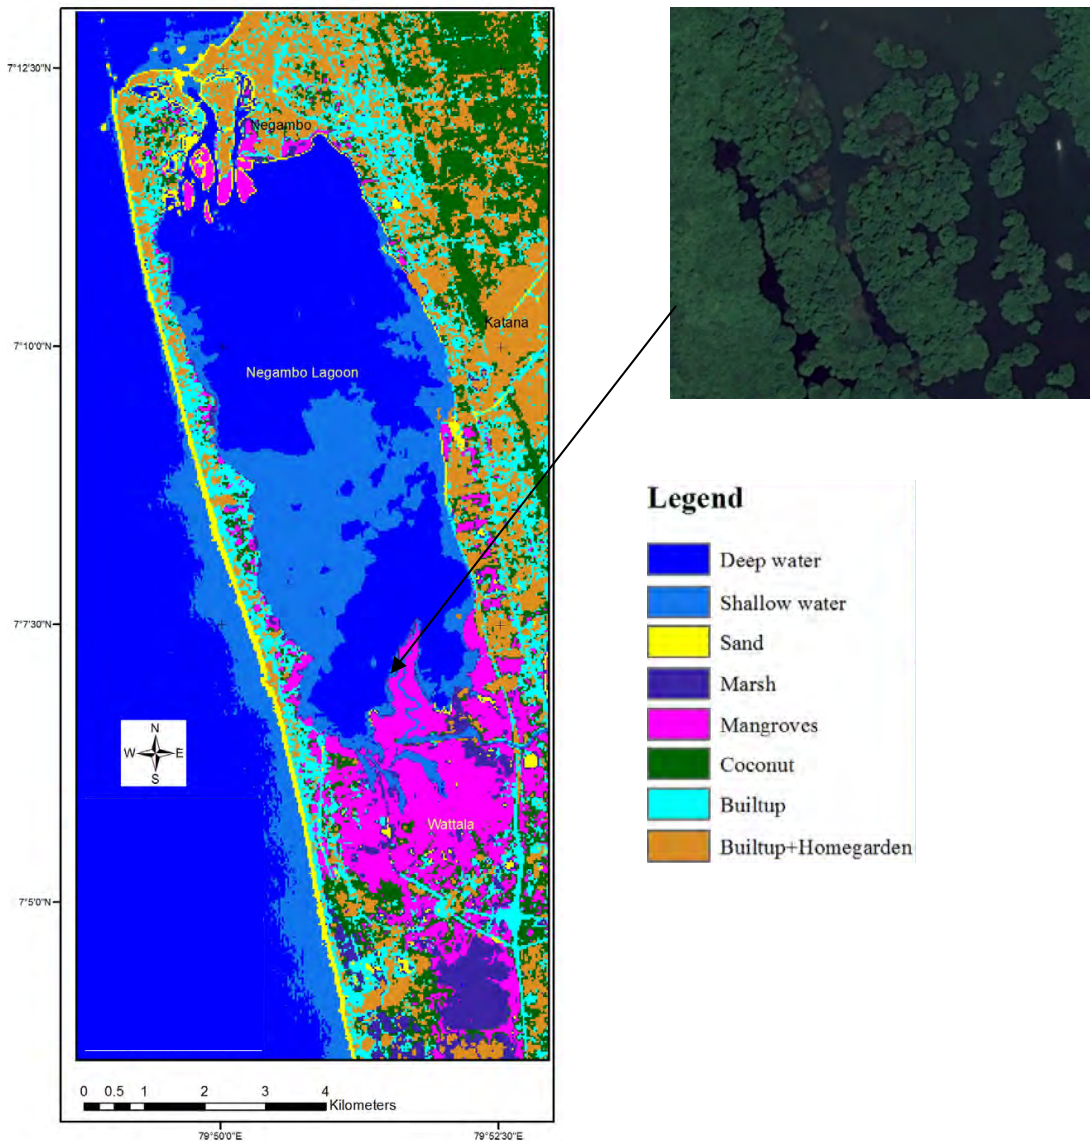 7°12'30"N
Negambo
7°10'0"N
Katana
Negambo Lagoon
7°7'30"N
N
W E
S
Wattala
7°5'0"N
0 0.5 1 2 3 4
Kilometers
79°50'0"E 79°52'30"E
Legend
Deep water
Shallow water
Sand
Marsh
Mangroves
Coconut
Builtup
Builtup+Homegarden